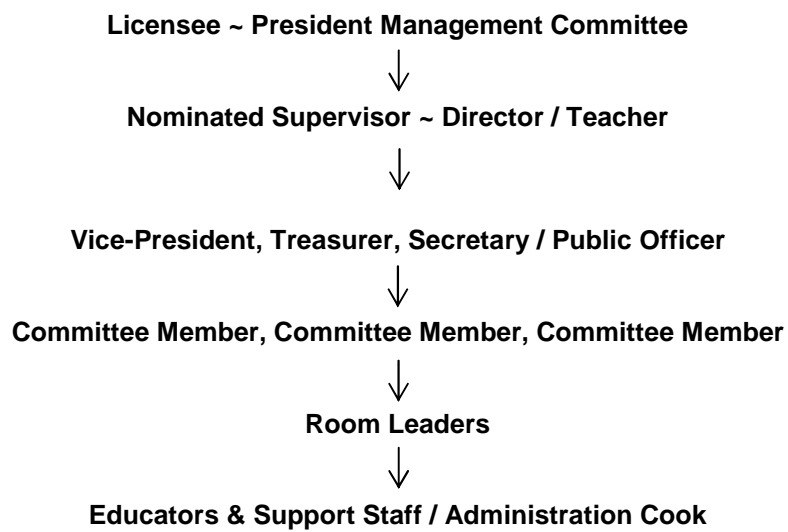 Licensee ~ President Management Committee
Nominated Supervisor ~ Director / Teacher
Vice-President, Treasurer, Secretary / Public Officer
Committee Member, Committee Member, Committee Member
Room Leaders
Educators & Support Staff / Administration Cook